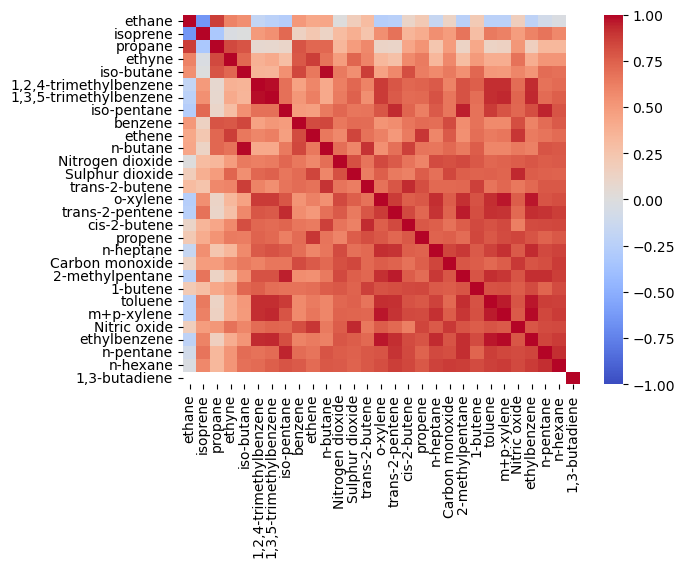 ethane
isoprene
propane
ethyne
iso-butane
1,2,4-trimethylbenzene
1,3,5-trimethylbenzene
iso-pentane
benzene
ethene
n-butane
Nitrogen dioxide
Sulphur dioxide
trans-2-butene
o-xylene
trans-2-pentene
cis-2-butene
propene
n-heptane
Carbon monoxide
2-methylpentane
1-butene
toluene
m+p-xylene
Nitric oxide
ethylbenzene
n-pentane
n-hexane
1,3-butadiene
ethane
isoprene
propane
ethyne
iso-butane
1,2,4-trimethylbenzene
1,3,5-trimethylbenzene
iso-pentane
benzene
ethene
n-butane
Nitrogen dioxide
Sulphur dioxide
trans-2-butene
o-xylene
trans-2-pentene
cis-2-butene
propene
n-heptane
Carbon monoxide
2-methylpentane
1-butene
toluene
m+p-xylene
Nitric oxide
ethylbenzene
n-pentane
n-hexane
1,3-butadiene
1.00
0.75
0.50
0.25
0.00
−0.25
−0.50
−0.75
−1.00